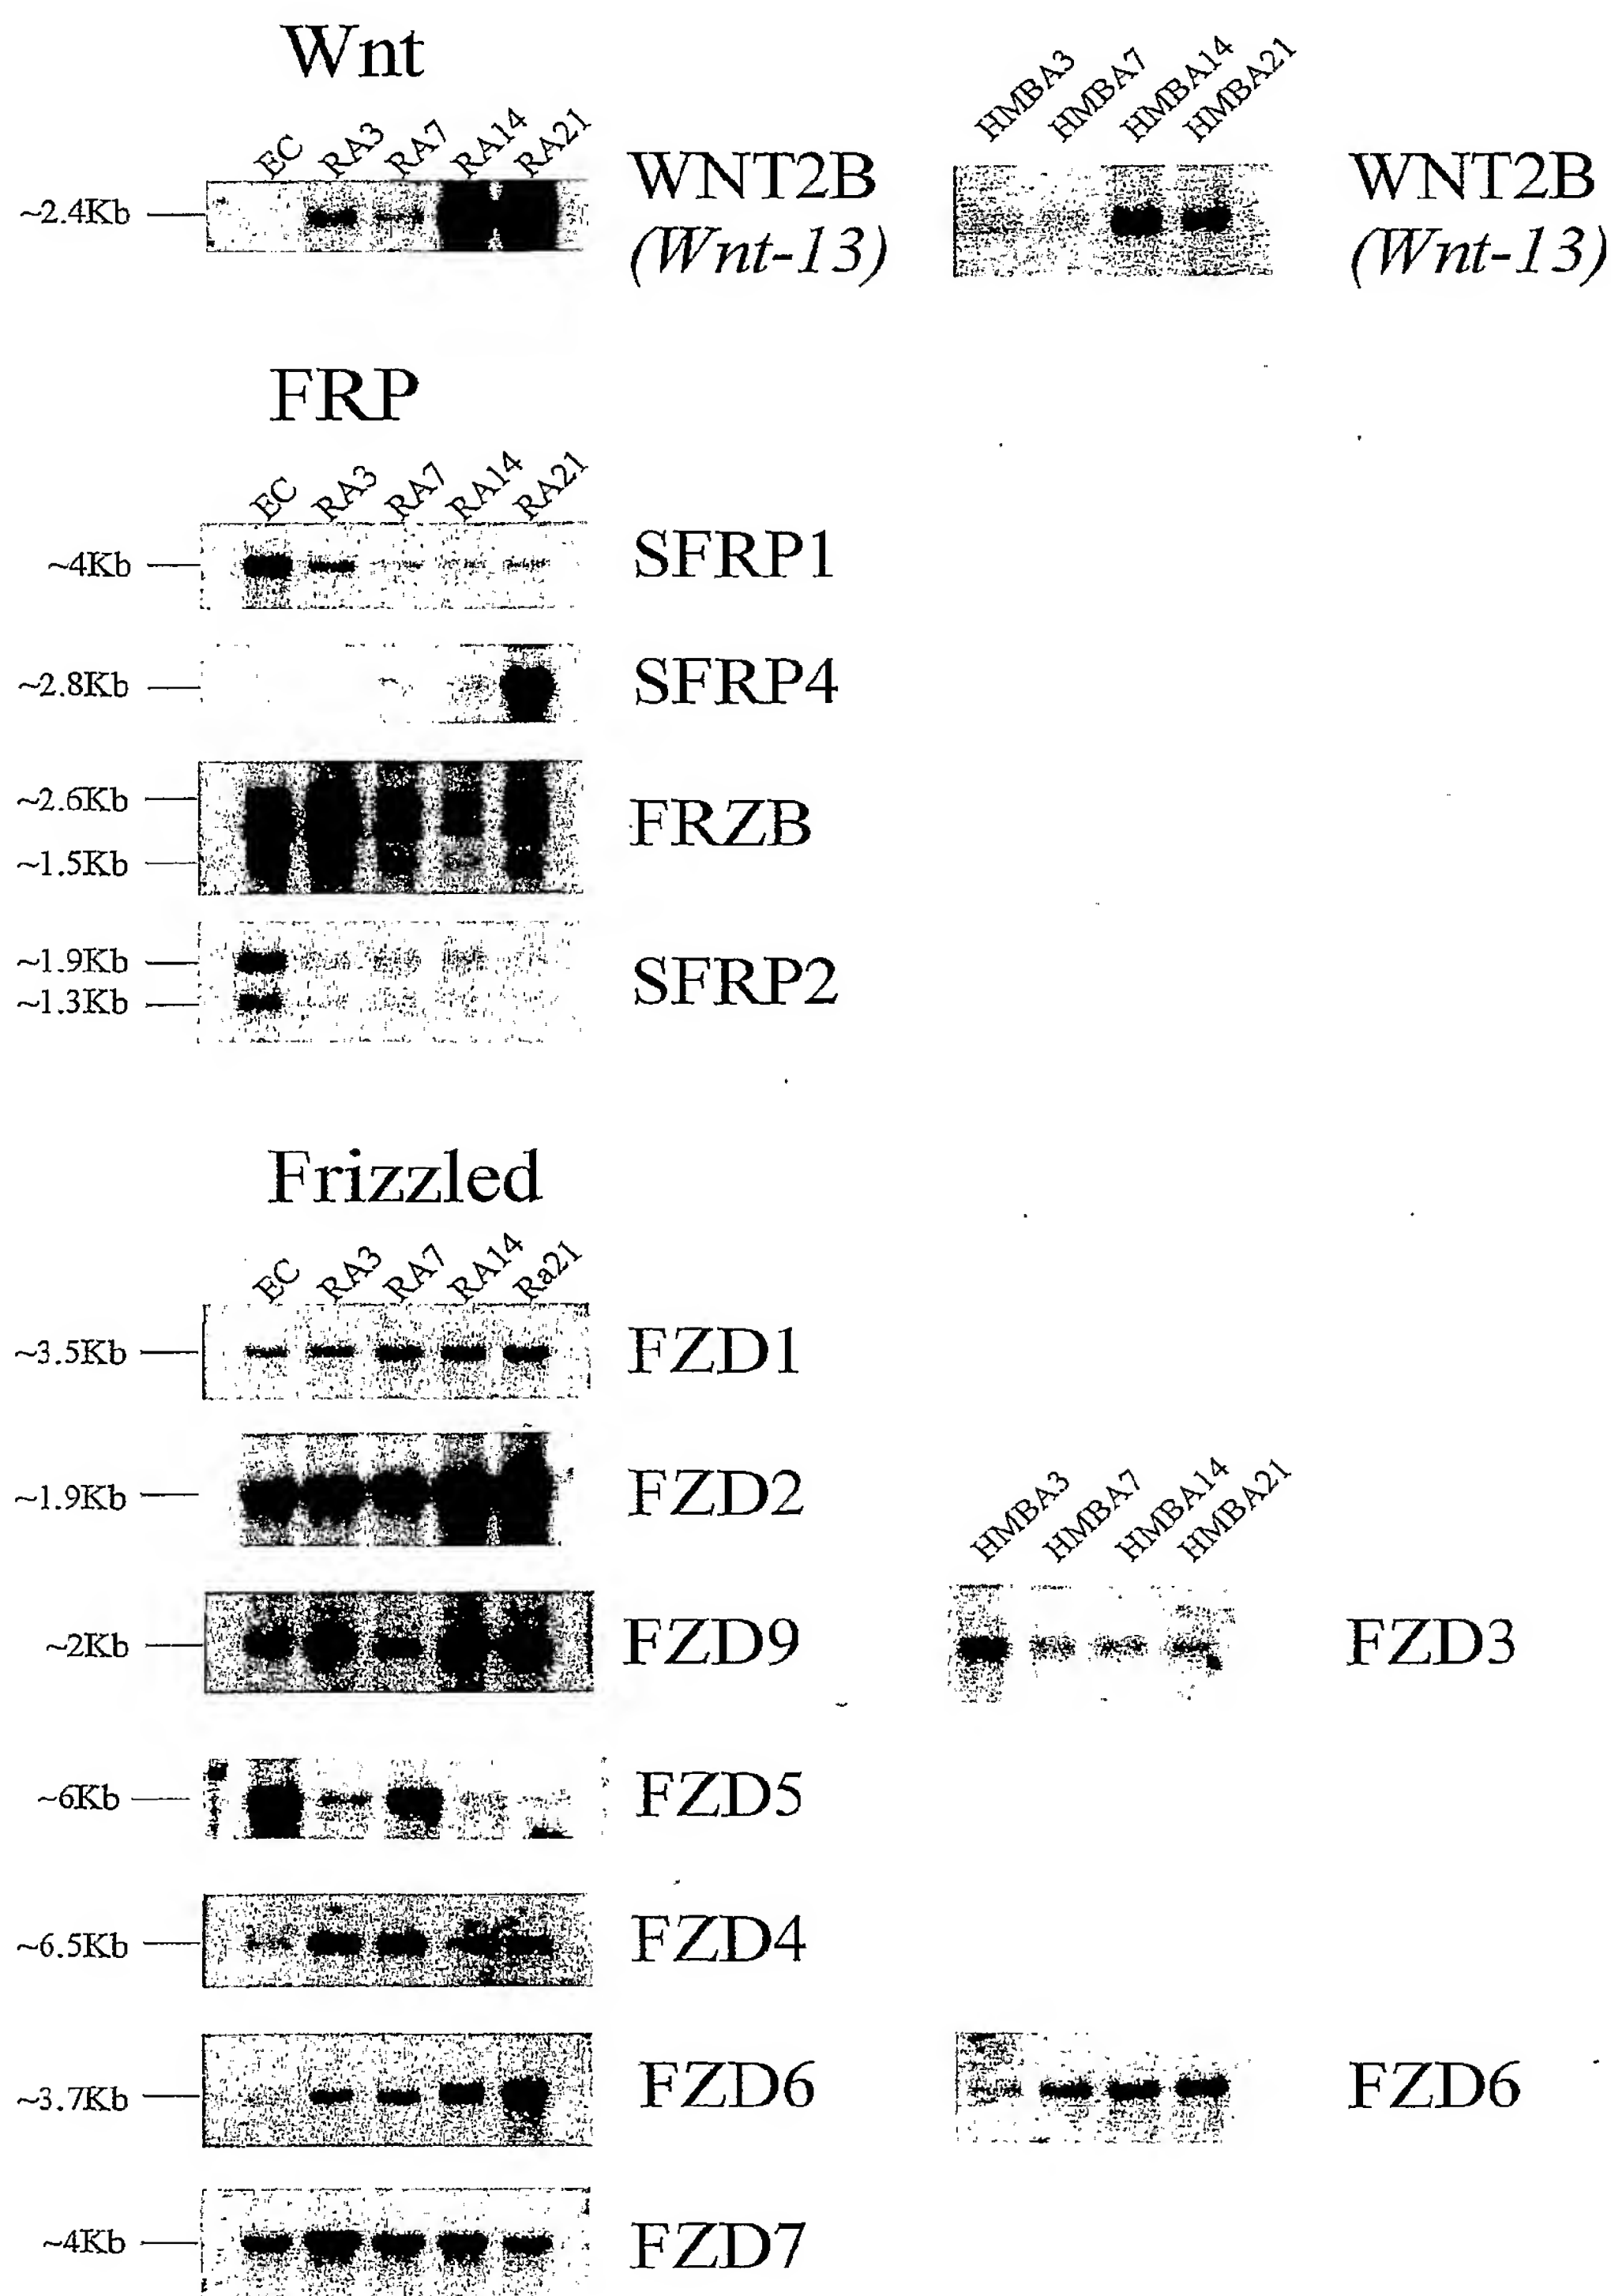 Wnt
EC RA3 RA7 RA14 RA21
~2.4Kb
WNT2B
(Wnt-13)
HMBA3 HMBA7 HMBA14 HMBA21
WNT2B
(Wnt-13)
FRP
EC RA3 RA7 RA14 RA21
~4Kb SFRP1
~2.8Kb SFRP4
~2.6Kb
FRZB
~1.5Kb
~1.9Kb
SFRP2
~1.3Kb
Frizzled
EC RA3 RA7 RA14 Ra21
~3.5Kb FZD1
~1.9Kb FZD2
HMBA3 HMBA7 HMBA14 HMBA21
~2Kb FZD9 FZD3
~6Kb FZD5
~6.5Kb FZD4
~3.7Kb FZD6 FZD6
~4Kb FZD7